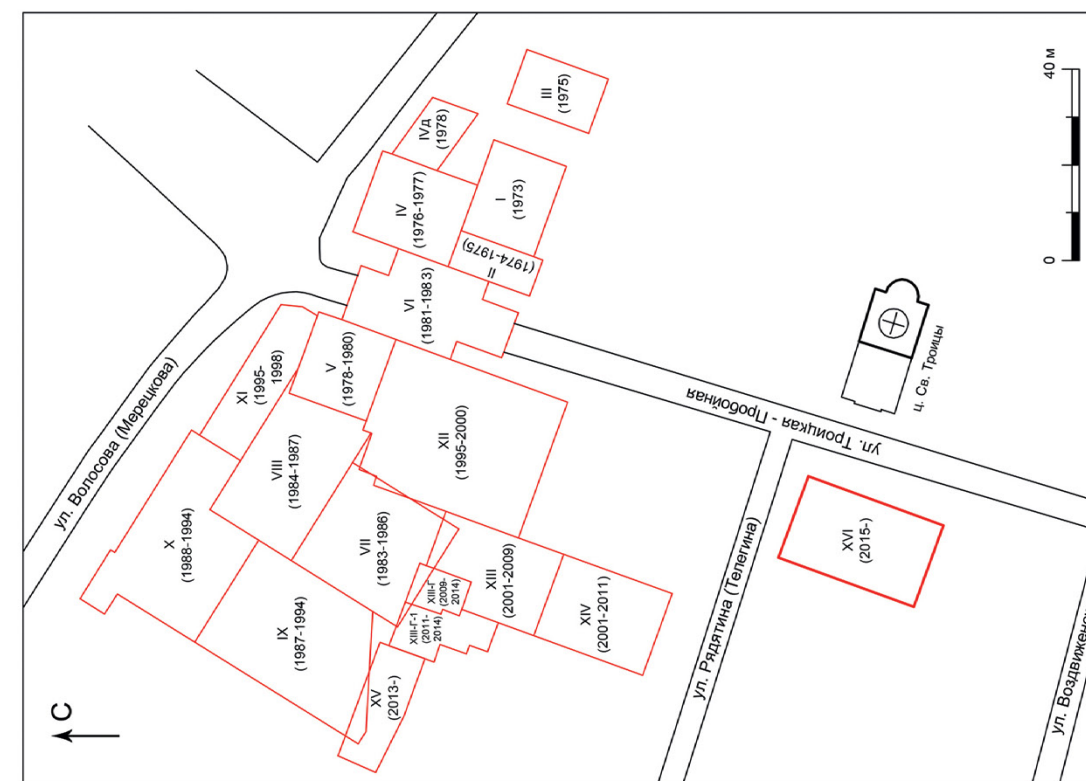 40 м
0
III
(1975)
IVд
(1978)
IV
(1976-1977)
I
(1973)
II
(1974-1975)
VI
(1981-1983)
V
(1978-1980)
XI
(1995-
1998)
ул. Волосова (Мерецкова)
VIII
(1984-1987)
XII
(1995-2000)
X
(1988-1994)
VII
(1983-1986)
IX
(1987-1994)
XIII-Г
(2009-
2014)
XIII-Г-1
(2011-
2014)
XIII
(2001-2009)
XIV
(2001-2011)
XV
(2013-)
С
ул. Троицкая - Пробойная
ц. Св. Троицы
ул. Рядятина (Телегина)
XVI
(2015-)